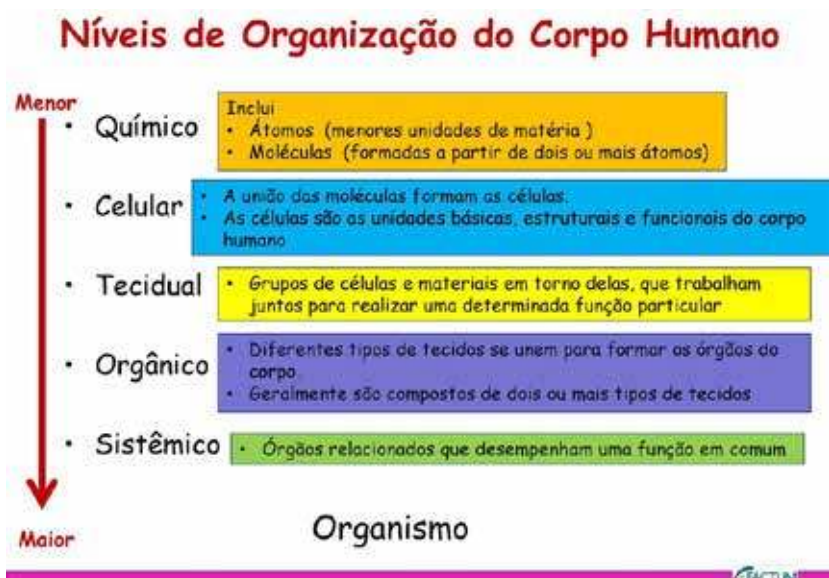 Níveis de Organização do Corpo Humano
Menor
• Químico
Inclui
• Átomos (menores unidades de matéria )
• Moléculas (formadas a partir de dois ou mais átomos)
• Celular
• A união das moléculas formam as células.
• As células são as unidades básicas, estruturais e funcionais do corpo
humano
• Tecidual
• Grupos de células e materiais em torno delas, que trabalham
juntas para realizar uma determinada função particular
• Orgânico
• Diferentes tipos de tecidos se unem para formar os órgãos do
corpo
• Geralmente são compostos de dois ou mais tipos de tecidos
• Sistêmico
• Órgãos relacionados que desempenham uma função em comum
Organismo
Maior